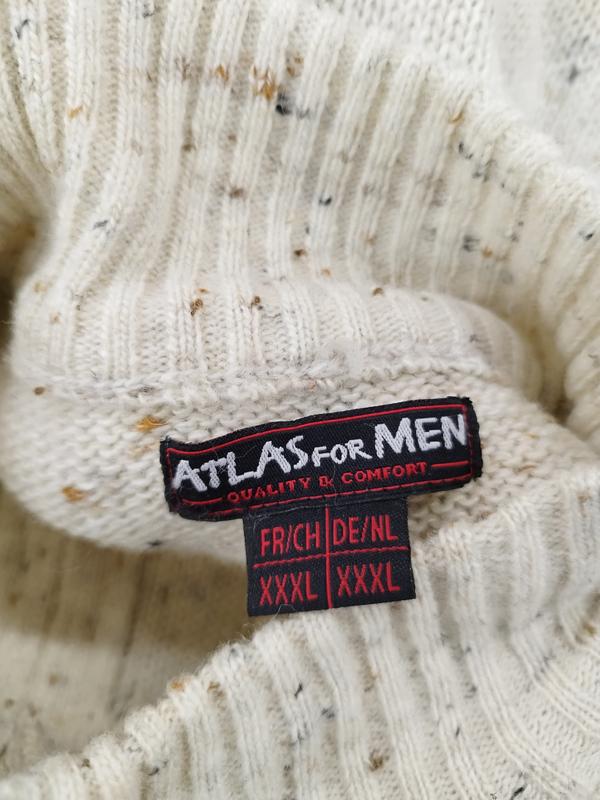 ATLAS FOR MEN
QUALITY & COMFORT
FR/CH DE/NL
XXXL XXXL